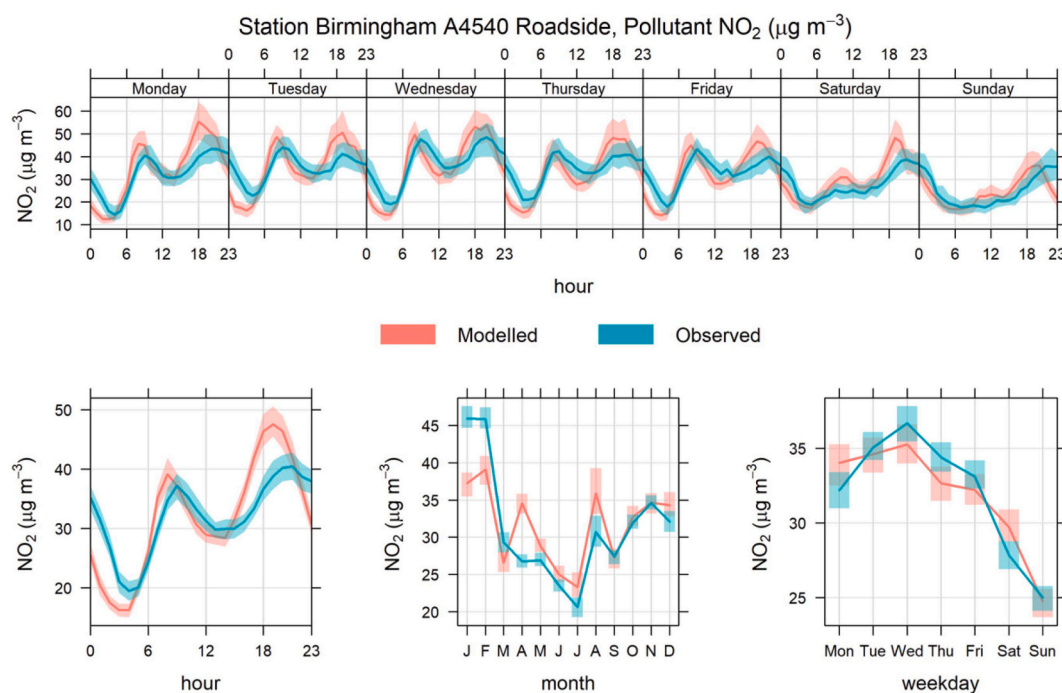 Station Birmingham A4540 Roadside, Pollutant NO₂ (μg m⁻³)
0 6 12 18 23 0 6 12 18 23 0 6 12 18 23
Monday Tuesday Wednesday Thursday Friday Saturday Sunday
NO₂ (μg m⁻³)
60
50
40
30
20
10
0 6 12 18 23 0 6 12 18 23 0 6 12 18 23 0 6 12 18 23
hour
Modelled Observed
NO₂ (μg m⁻³)
50
40
30
20
0 6 12 18 23
hour
NO₂ (μg m⁻³)
45
40
35
30
25
20
J F M A M J J A S O N D
month
NO₂ (μg m⁻³)
35
30
25
Mon Tue Wed Thu Fri Sat Sun
weekday